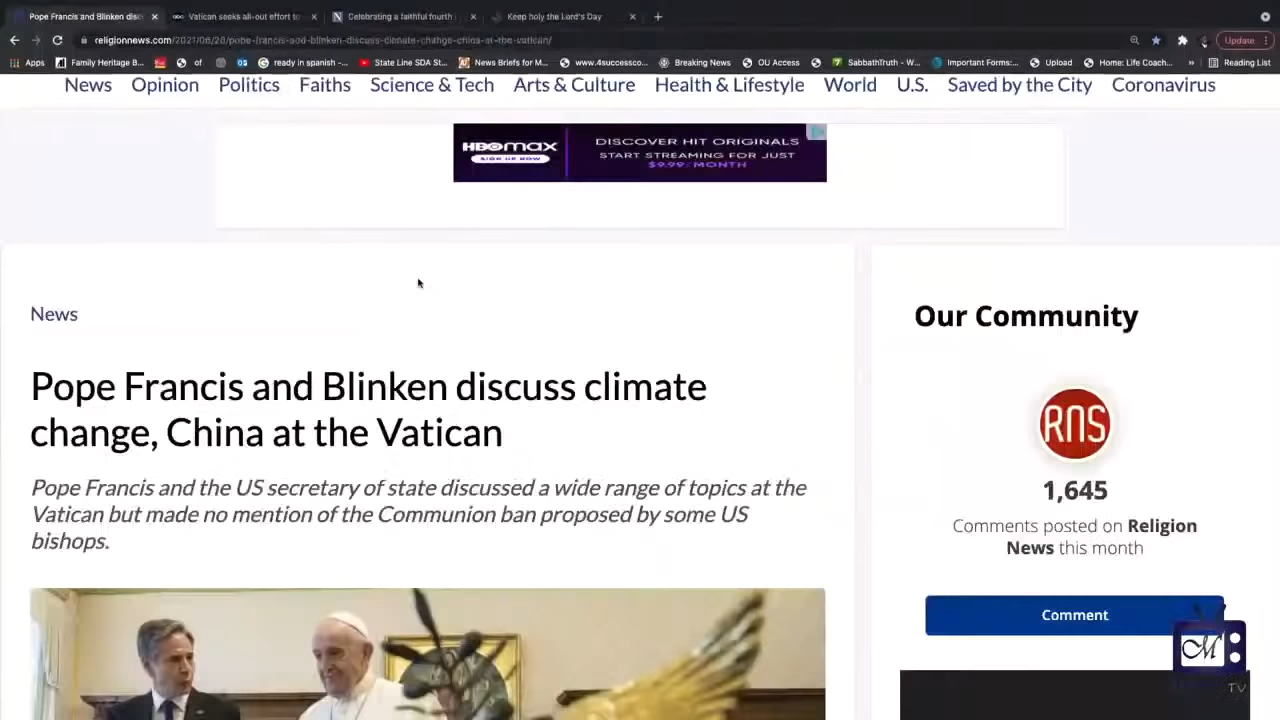 Pope Francis and Blinken disc
Vatican seeks all-out effort to
Celebrating a faithful fourth
Keep holy the Lord's Day
religionnews.com/2021/06/28/pope-francis-and-blinken-discuss-climate-change-china-at-the-vatican/
Update
Apps
Family Heritage B...
of
ready in spanish -...
State Line SDA St...
News Briefs for M...
www.4successco...
Breaking News
OU Access
SabbathTruth - W...
Important Forms:...
Upload
Home: Life Coach...
»
Reading List
News Opinion Politics Faiths Science & Tech Arts & Culture Health & Lifestyle World U.S. Saved by the City Coronavirus
HBOmax
SIGN UP NOW
DISCOVER HIT ORIGINALS
START STREAMING FOR JUST
$9.99/MONTH
News
Pope Francis and Blinken discuss climate
change, China at the Vatican
Pope Francis and the US secretary of state discussed a wide range of topics at the
Vatican but made no mention of the Communion ban proposed by some US
bishops.
Our Community
RNS
1,645
Comments posted on Religion
News this month
Comment
M
TV